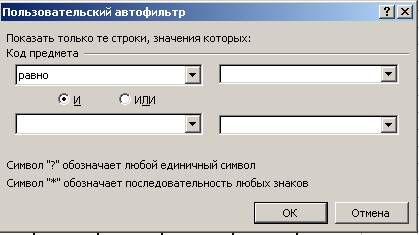 Пользовательский автофильтр
Показать только те строки, значения которых:
Код предмета
равно
И ИЛИ
Символ "?" обозначает любой единичный символ
Символ "*" обозначает последовательность любых знаков
ОК Отмена